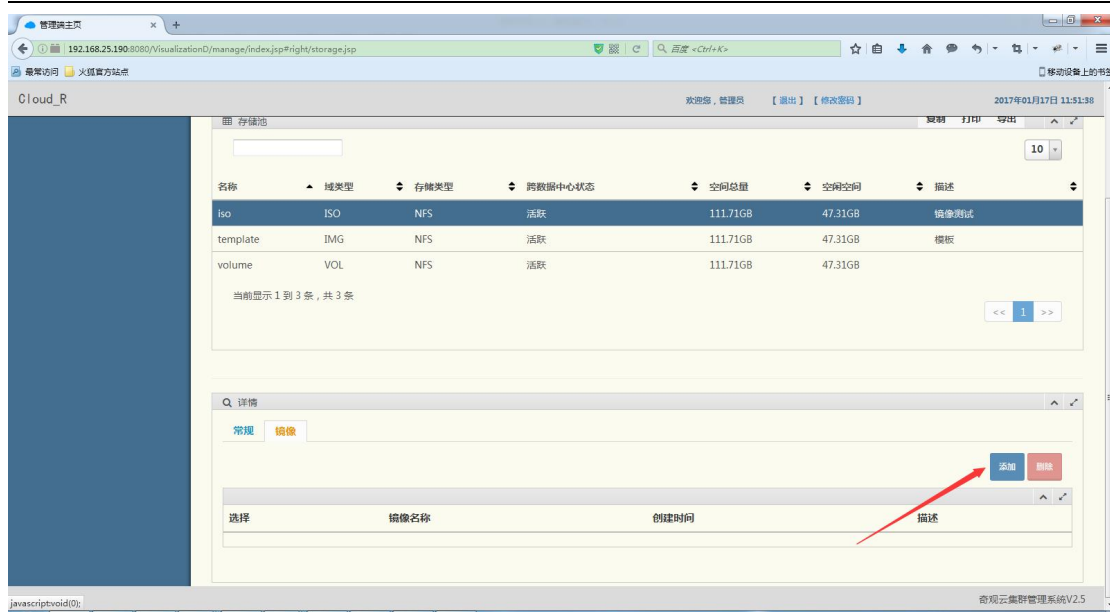 管理端主页 × +
192.168.25.190:8080/VisualizationD/manage/index.jsp#right/storage.jsp 百度 <Ctrl+K>
最常访问 火狐官方站点 移动设备上的书签
Cloud_R 欢迎您，管理员 【退出】 【修改密码】 2017年01月17日 11:51:38
存储池 复制 打印 导出
10
名称 域类型 存储类型 跨数据中心状态 空间总量 空闲空间 描述
iso ISO NFS 活跃 111.71GB 47.31GB 镜像测试
template IMG NFS 活跃 111.71GB 47.31GB 模板
volume VOL NFS 活跃 111.71GB 47.31GB
当前显示 1 到 3 条，共 3 条
<< 1 >>
详情
常规 镜像
添加 删除
选择 镜像名称 创建时间 描述
javascript:void(0);
奇观云集群管理系统V2.5